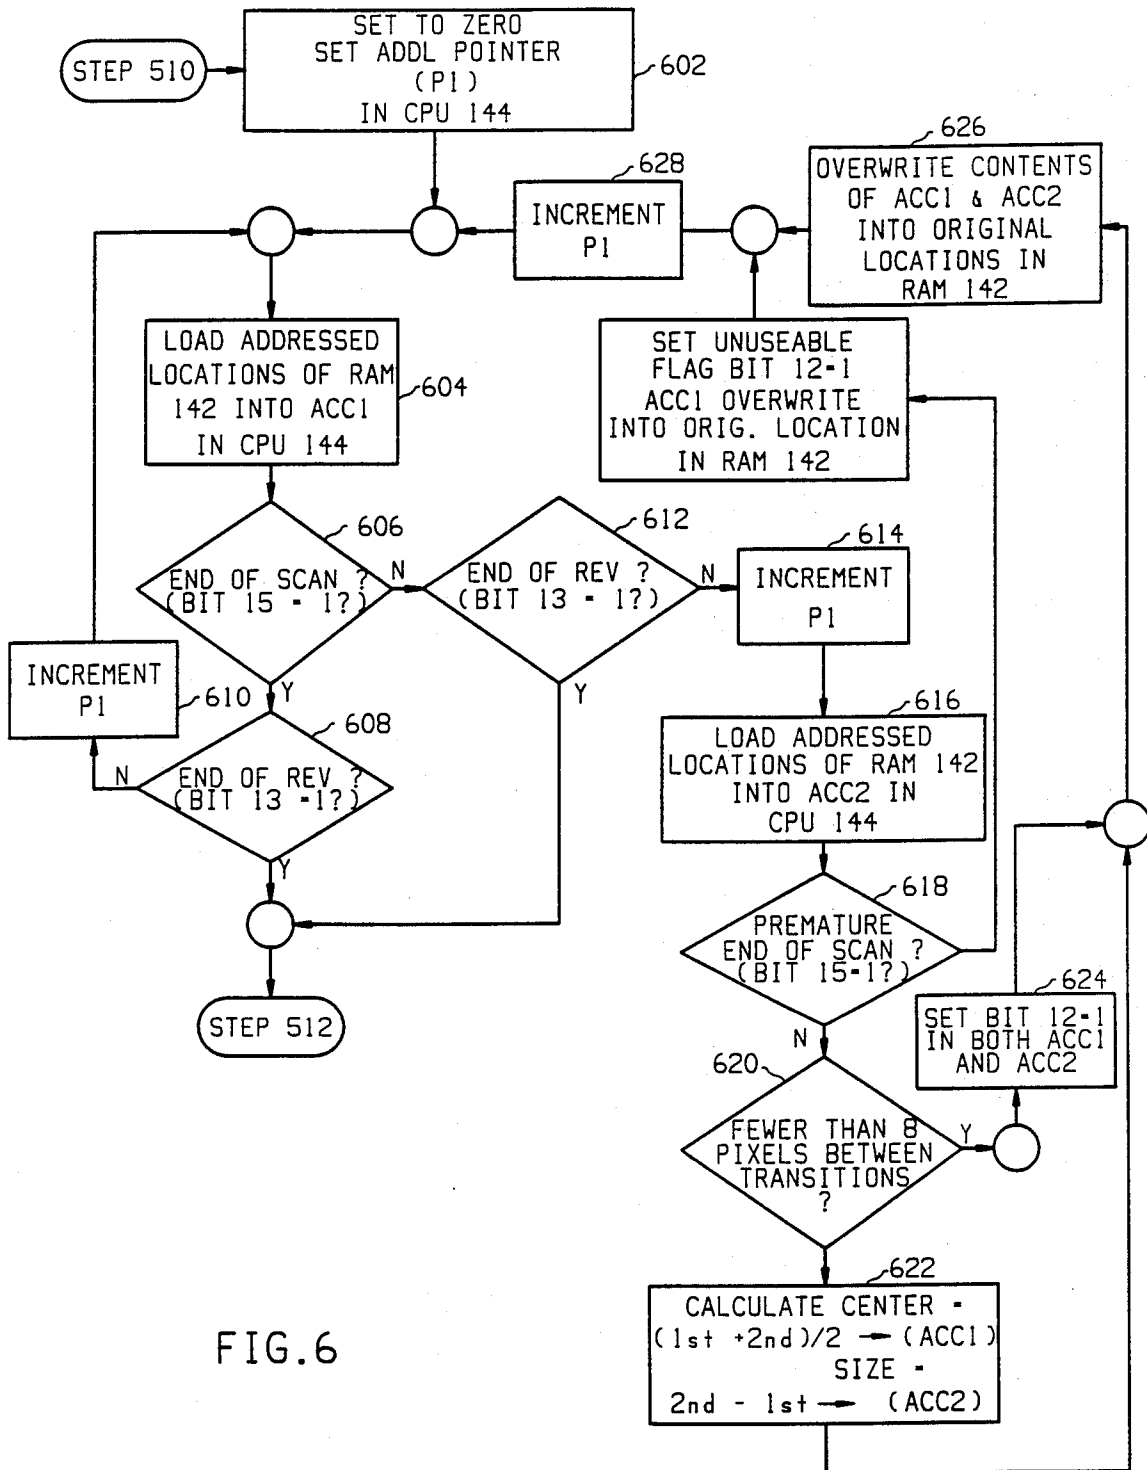 SET TO ZERO
SET ADDL POINTER
(P1)
IN CPU 144
STEP 510
602
626
OVERWRITE CONTENTS
OF ACC1 & ACC2
INTO ORIGINAL
LOCATIONS IN
RAM 142
628
INCREMENT
P1
LOAD ADDRESSED
LOCATIONS OF RAM
142 INTO ACC1
IN CPU 144
604
SET UNUSEABLE
FLAG BIT 12=1
ACC1 OVERWRITE
INTO ORIG. LOCATION
IN RAM 142
606
END OF SCAN ?
(BIT 15 = 1?)
N
Y
612
END OF REV ?
(BIT 13 = 1?)
N
Y
614
INCREMENT
P1
INCREMENT
P1
610
608
END OF REV ?
(BIT 13 =1?)
N
Y
616
LOAD ADDRESSED
LOCATIONS OF RAM 142
INTO ACC2 IN
CPU 144
618
PREMATURE
END OF SCAN ?
(BIT 15=1?)
N
STEP 512
624
SET BIT 12=1
IN BOTH ACC1
AND ACC2
620
FEWER THAN 8
PIXELS BETWEEN
TRANSITIONS
?
Y
622
CALCULATE CENTER =
(1st +2nd)/2 → (ACC1)
SIZE =
2nd - 1st → (ACC2)
FIG.6